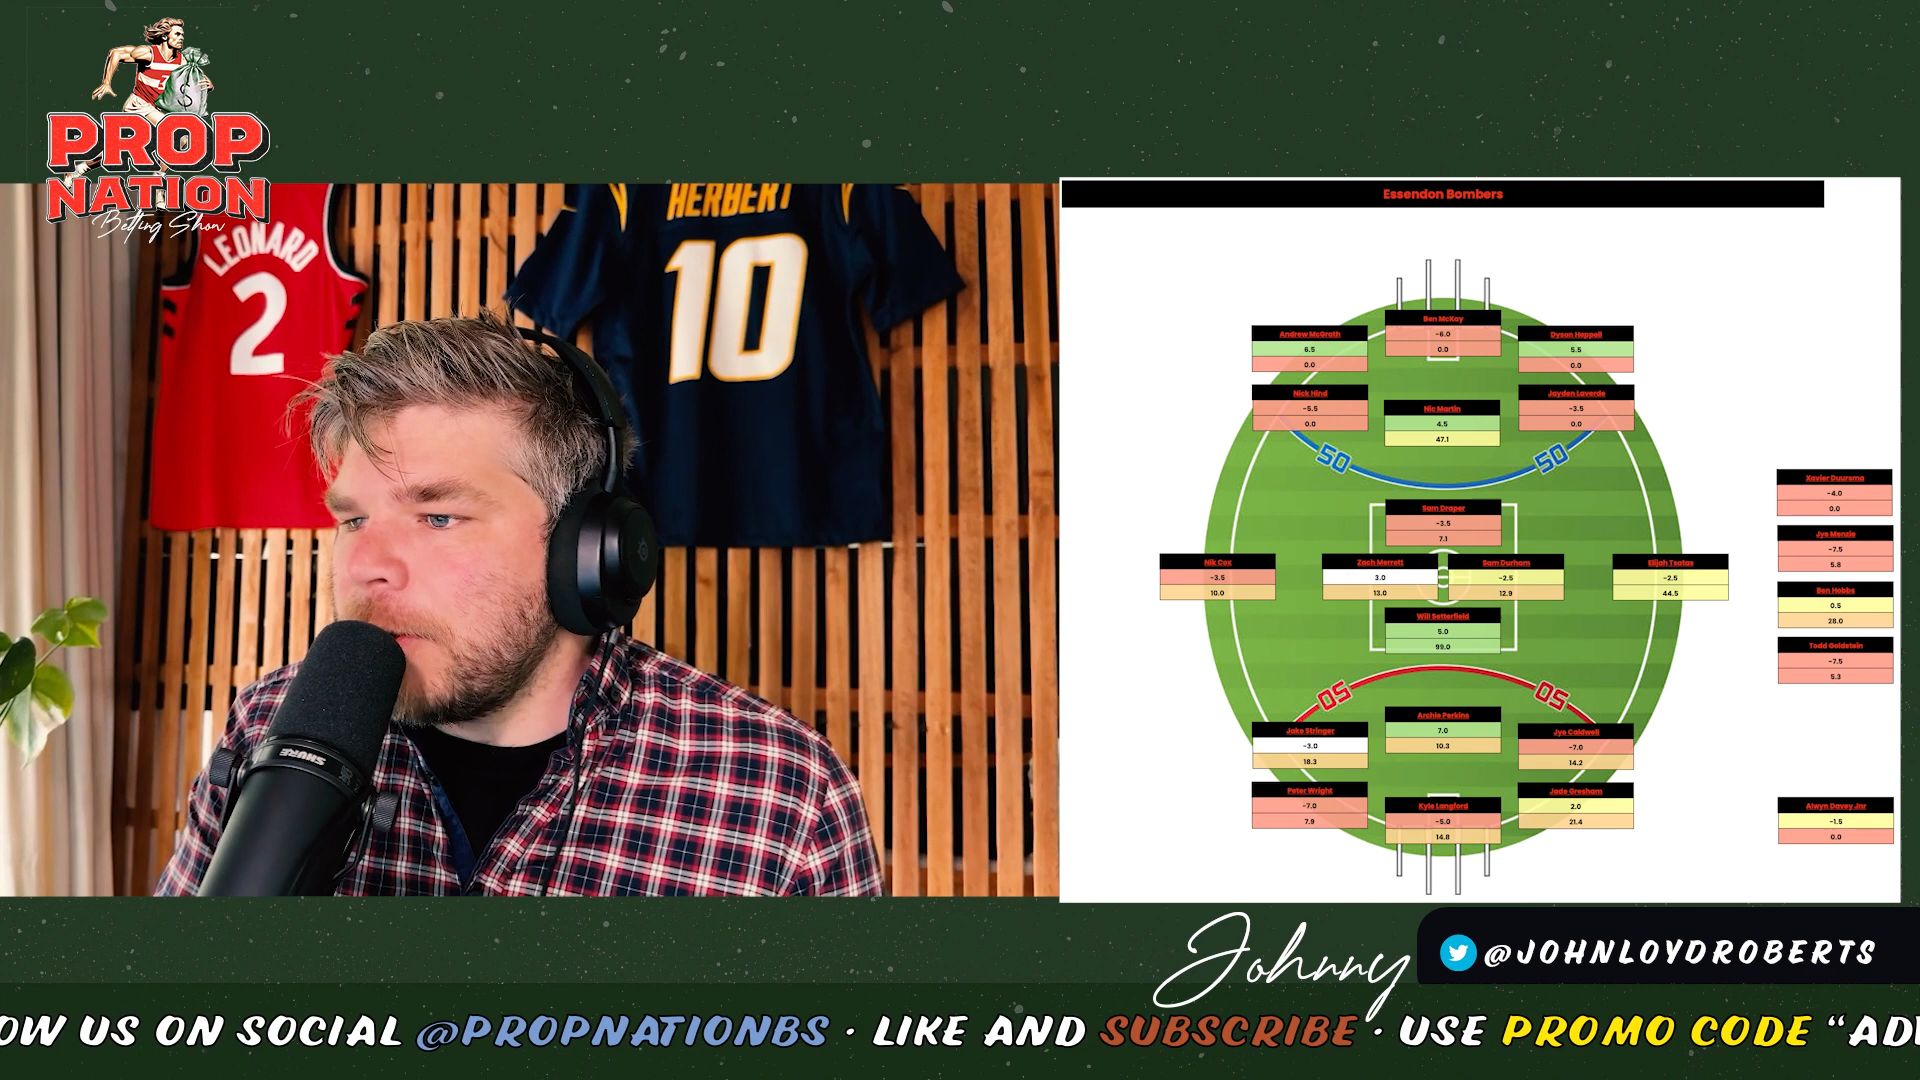 PROP
NATION
Betting Show
LEONARD
2
HERBERT
10
SHURE
Essendon Bombers
Ben McKay
-6.0
0.0
Andrew McGrath
6.5
0.0
Dyson Heppell
5.5
0.0
Nick Hind
-5.5
0.0
Nic Martin
4.5
47.1
Jayden Laverde
-3.5
0.0
50
50
Sam Draper
-3.5
7.1
Nik Cox
-3.5
10.0
Zach Merrett
3.0
13.0
Sam Durham
-2.5
12.9
Elijah Tsatas
-2.5
44.5
Will Setterfield
5.0
99.0
50
50
Jake Stringer
-3.0
18.3
Archie Perkins
7.0
10.3
Jye Caldwell
-7.0
14.2
Peter Wright
-7.0
7.9
Kyle Langford
-5.0
14.8
Jade Gresham
2.0
21.4
Xavier Duursma
-4.0
0.0
Jye Menzie
-7.5
5.8
Ben Hobbs
0.5
28.0
Todd Goldstein
-7.5
5.3
Alwyn Davey Jnr
-1.5
0.0
Johnny
@JOHNLOYDROBERTS
OW US ON SOCIAL @PROPNATIONBS · LIKE AND SUBSCRIBE · USE PROMO CODE “AD